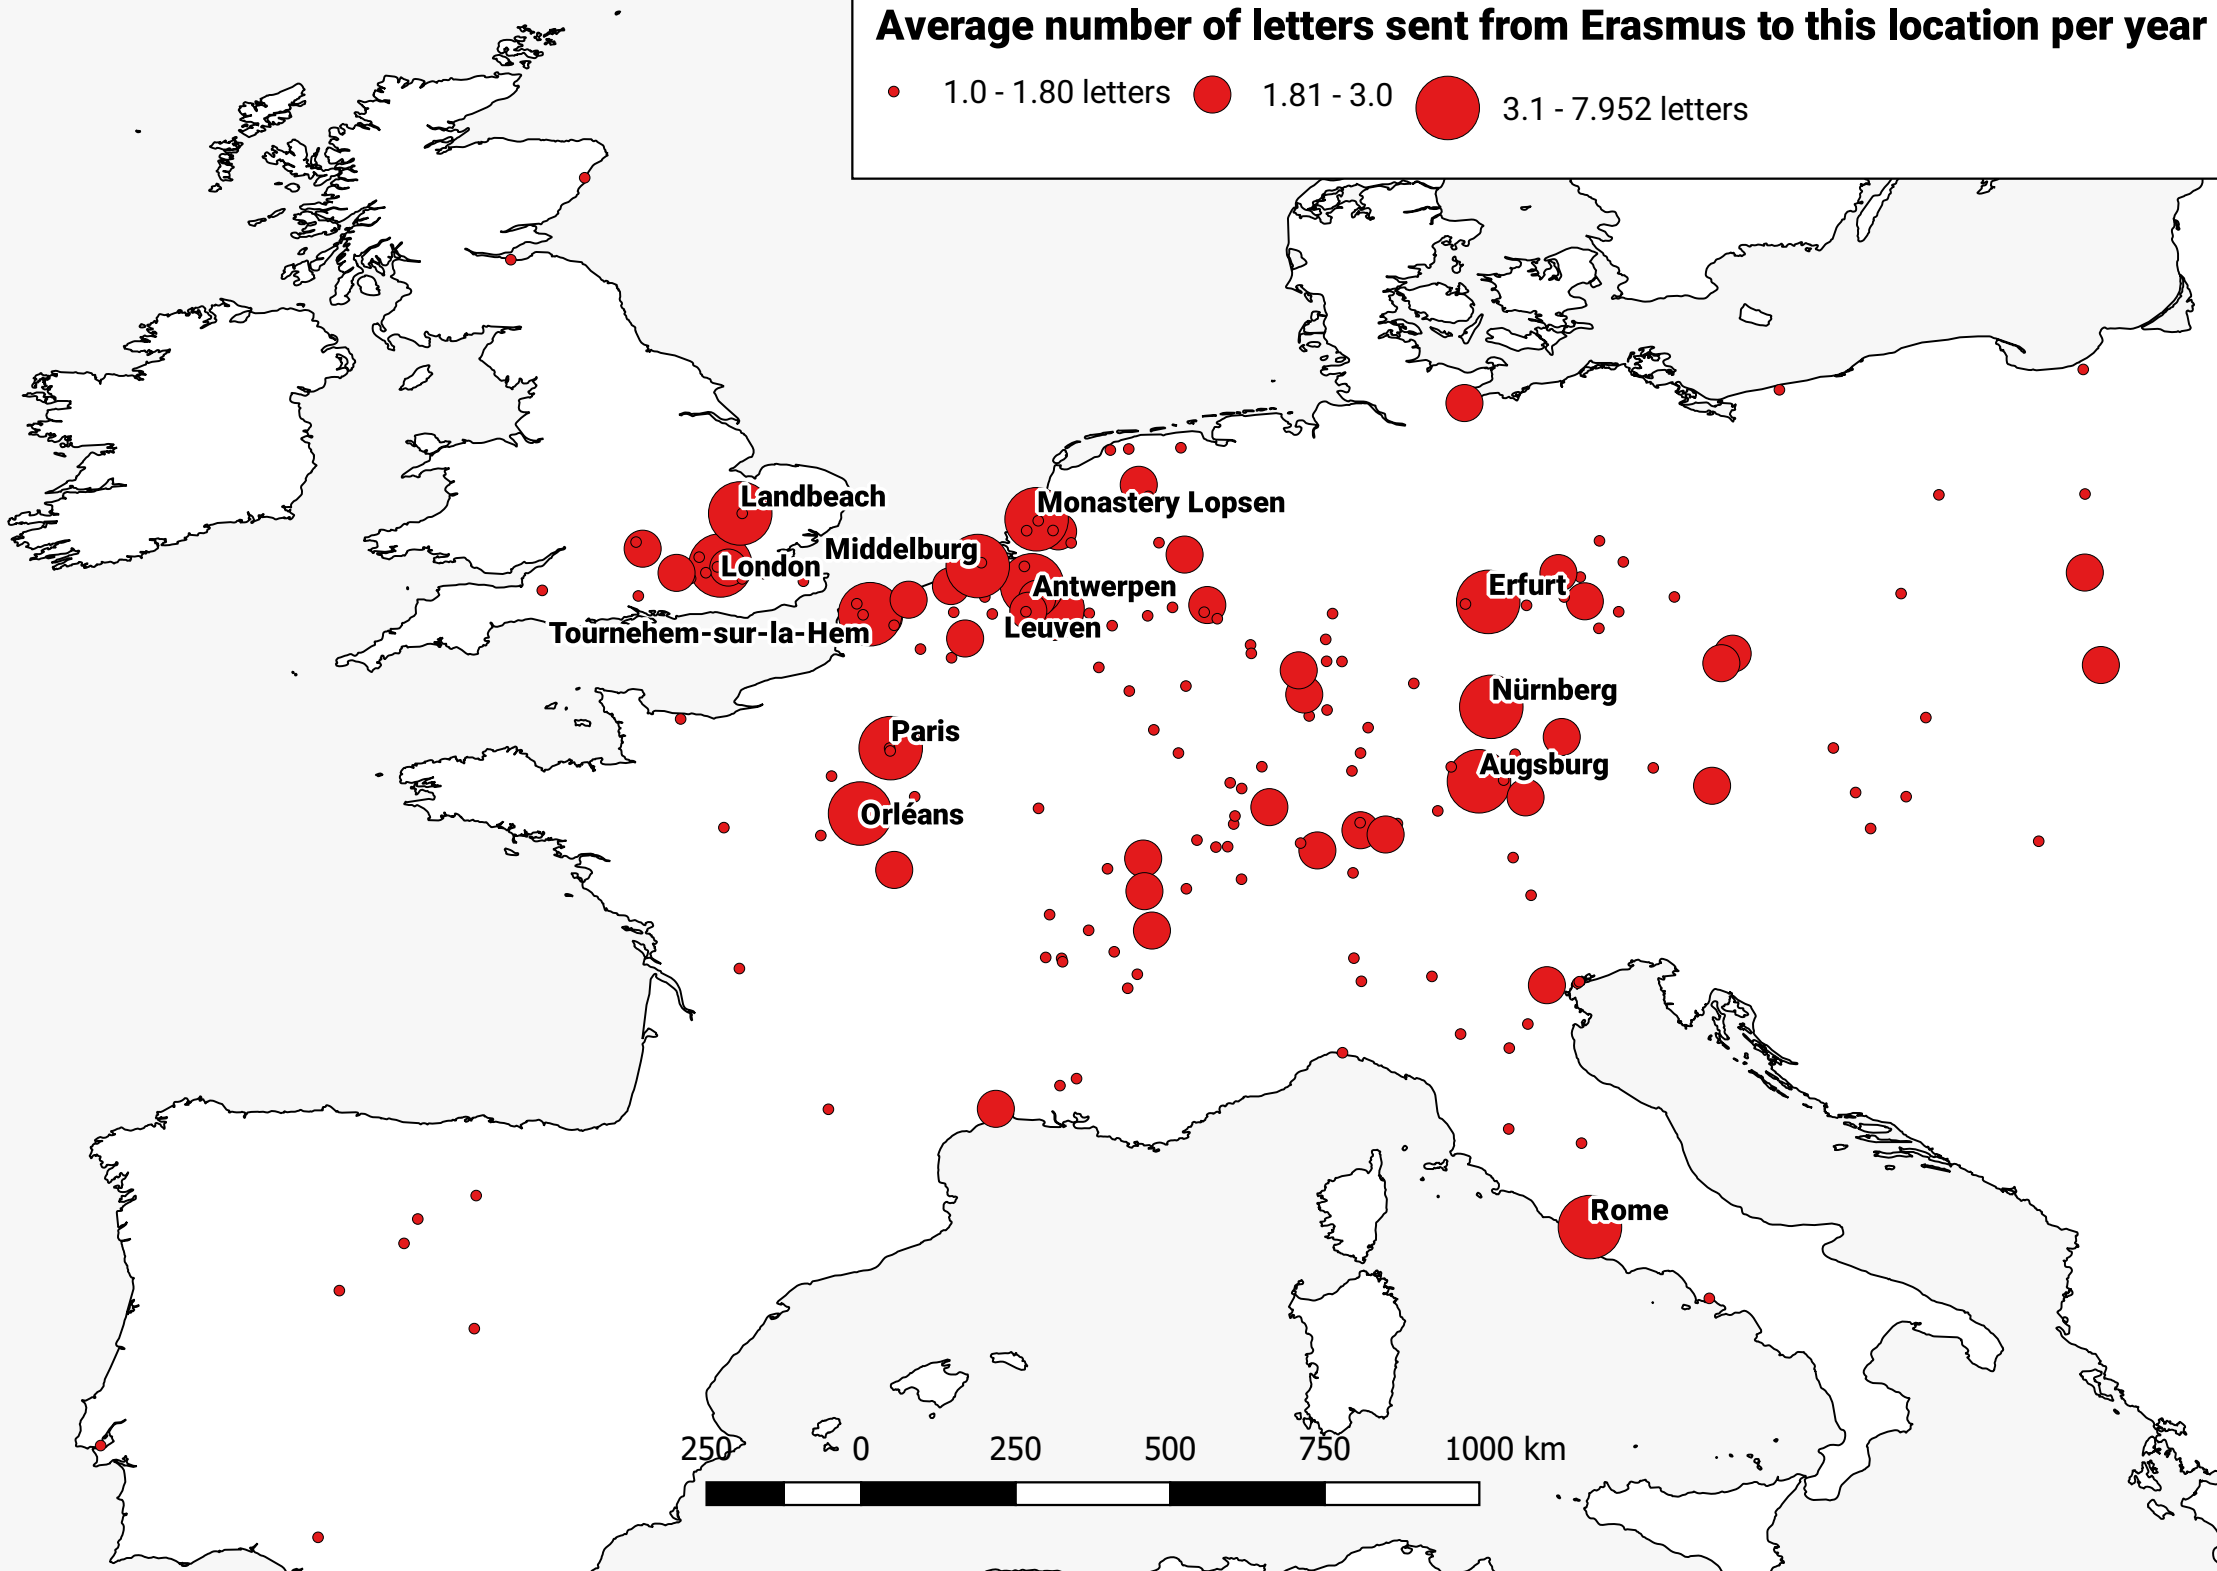 Average number of letters sent from Erasmus to this location per year
1.0 - 1.80 letters
1.81 - 3.0
3.1 - 7.952 letters
Landbeach
Monastery Lopsen
Middelburg
London
Antwerpen
Erfurt
Tournehem-sur-la-Hem
Leuven
Nürnberg
Paris
Augsburg
Orléans
Rome
250 0 250 500 750 1000 km